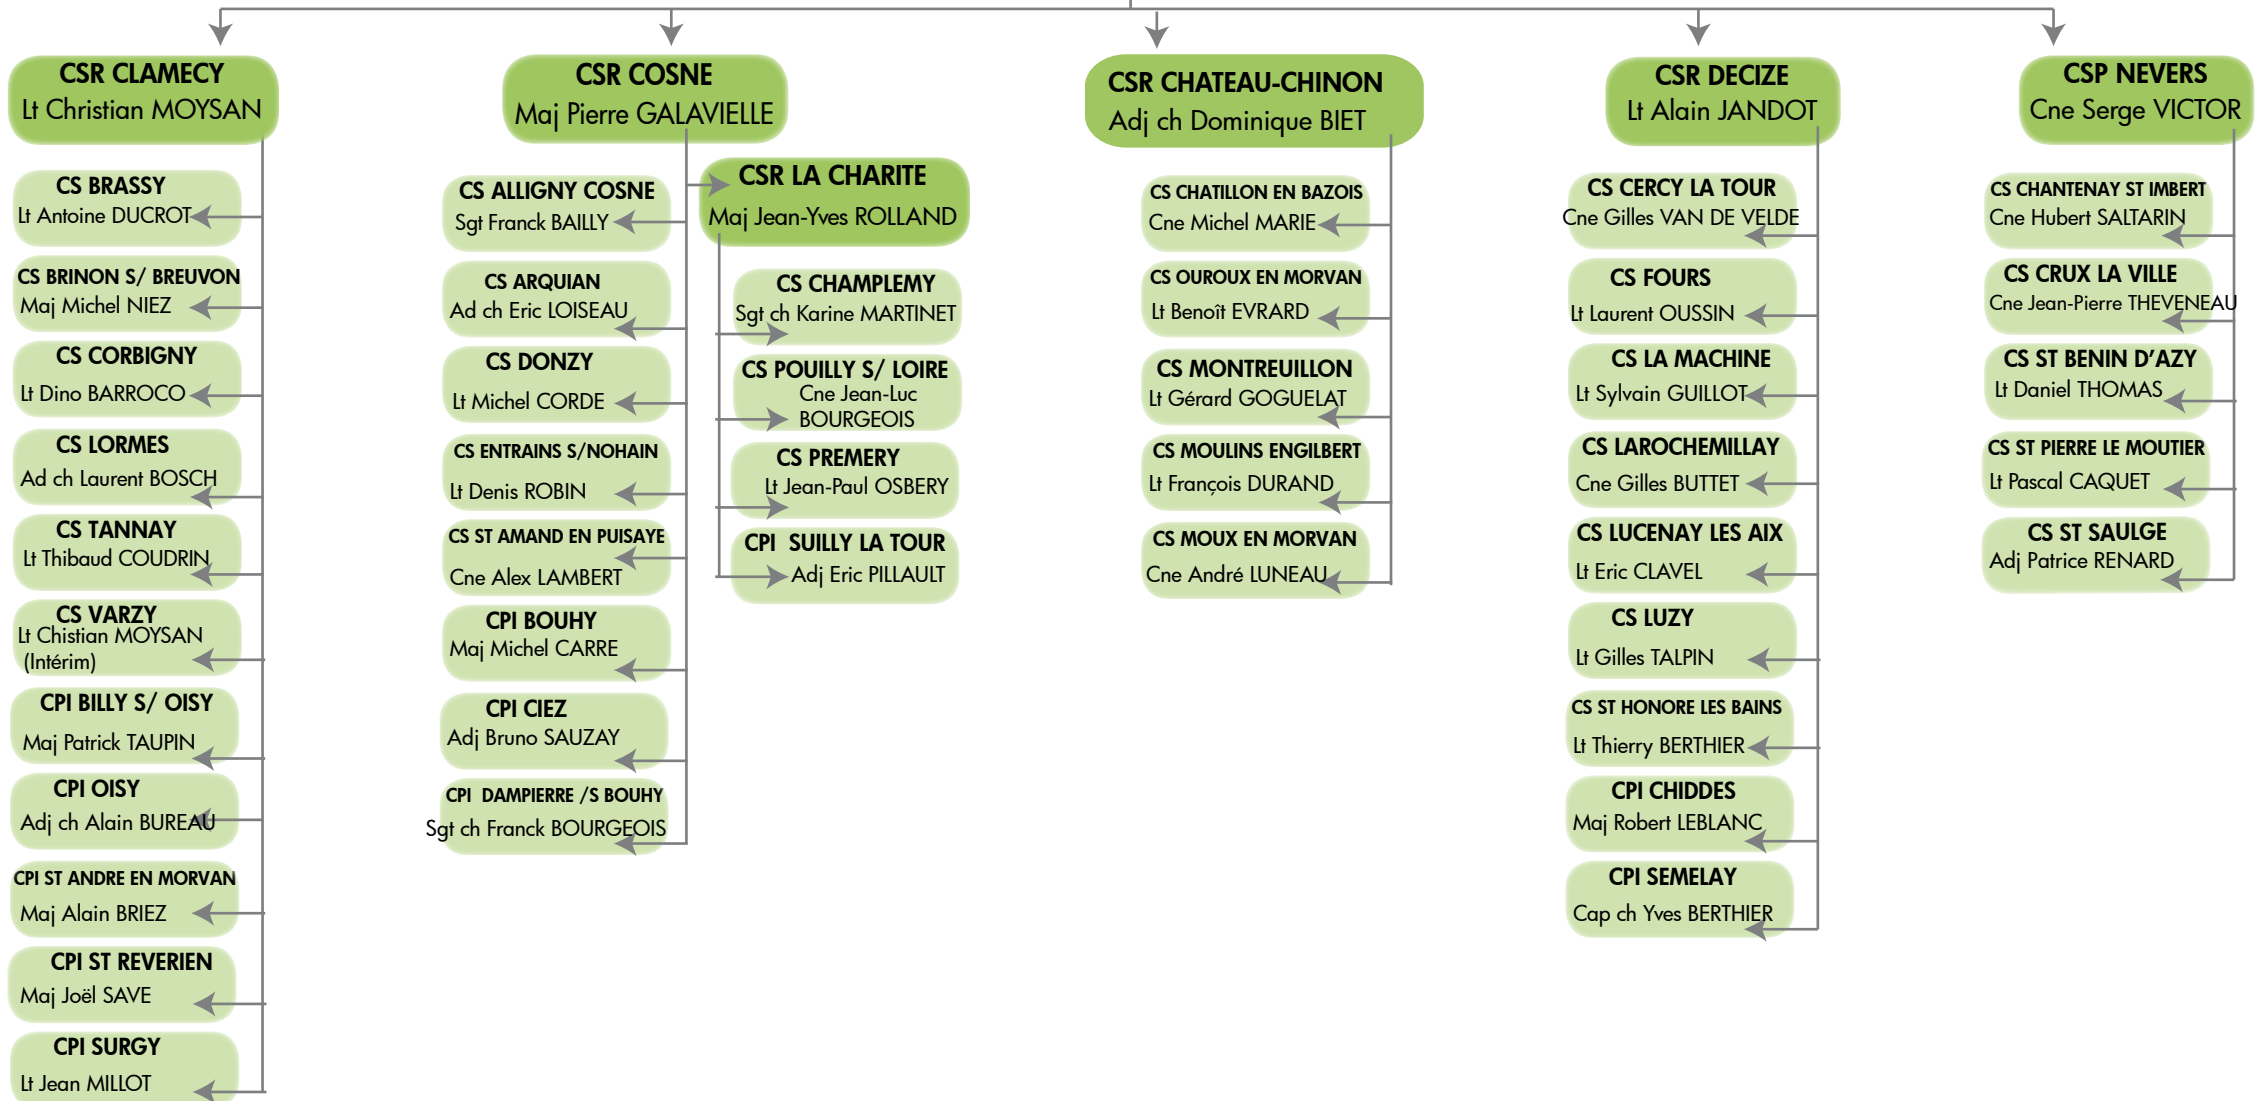 CSR CLAMECY
Lt Christian MOYSAN
CS BRASSY
Lt Antoine DUCROT
CS BRINON S/ BREUVON
Maj Michel NIEZ
CS CORBIGNY
Lt Dino BARROCO
CS LORMES
Ad ch Laurent BOSCH
CS TANNAY
Lt Thibaud COUDRIN
CS VARZY
Lt Chistian MOYSAN
(Intérim)
CPI BILLY S/ OISY
Maj Patrick TAUPIN
CPI OISY
Adj ch Alain BUREAU
CPI ST ANDRE EN MORVAN
Maj Alain BRIEZ
CPI ST REVERIEN
Maj Joël SAVE
CPI SURGY
Lt Jean MILLOT
CSR COSNE
Maj Pierre GALAVIELLE
CS ALLIGNY COSNE
Sgt Franck BAILLY
CS ARQUIAN
Ad ch Eric LOISEAU
CS DONZY
Lt Michel CORDE
CS ENTRAINS S/NOHAIN
Lt Denis ROBIN
CS ST AMAND EN PUISAYE
Cne Alex LAMBERT
CPI BOUHY
Maj Michel CARRE
CPI CIEZ
Adj Bruno SAUZAY
CPI DAMPIERRE /S BOUHY
Sgt ch Franck BOURGEOIS
CSR LA CHARITE
Maj Jean-Yves ROLLAND
CS CHAMPLEMY
Sgt ch Karine MARTINET
CS POUILLY S/ LOIRE
Cne Jean-Luc
BOURGEOIS
CS PREMERY
Lt Jean-Paul OSBERY
CPI SUILLY LA TOUR
Adj Eric PILLAULT
CSR CHATEAU-CHINON
Adj ch Dominique BIET
CS CHATILLON EN BAZOIS
Cne Michel MARIE
CS OUROUX EN MORVAN
Lt Benoît EVRARD
CS MONTREUILLON
Lt Gérard GOGUELAT
CS MOULINS ENGILBERT
Lt François DURAND
CS MOUX EN MORVAN
Cne André LUNEAU
CSR DECIZE
Lt Alain JANDOT
CS CERCY LA TOUR
Cne Gilles VAN DE VELDE
CS FOURS
Lt Laurent OUSSIN
CS LA MACHINE
Lt Sylvain GUILLOT
CS LAROCHEMILLAY
Cne Gilles BUTTET
CS LUCENAY LES AIX
Lt Eric CLAVEL
CS LUZY
Lt Gilles TALPIN
CS ST HONORE LES BAINS
Lt Thierry BERTHIER
CPI CHIDDES
Maj Robert LEBLANC
CPI SEMELAY
Cap ch Yves BERTHIER
CSP NEVERS
Cne Serge VICTOR
CS CHANTENAY ST IMBERT
Cne Hubert SALTARIN
CS CRUX LA VILLE
Cne Jean-Pierre THEVENEAU
CS ST BENIN D'AZY
Lt Daniel THOMAS
CS ST PIERRE LE MOUTIER
Lt Pascal CAQUET
CS ST SAULGE
Adj Patrice RENARD